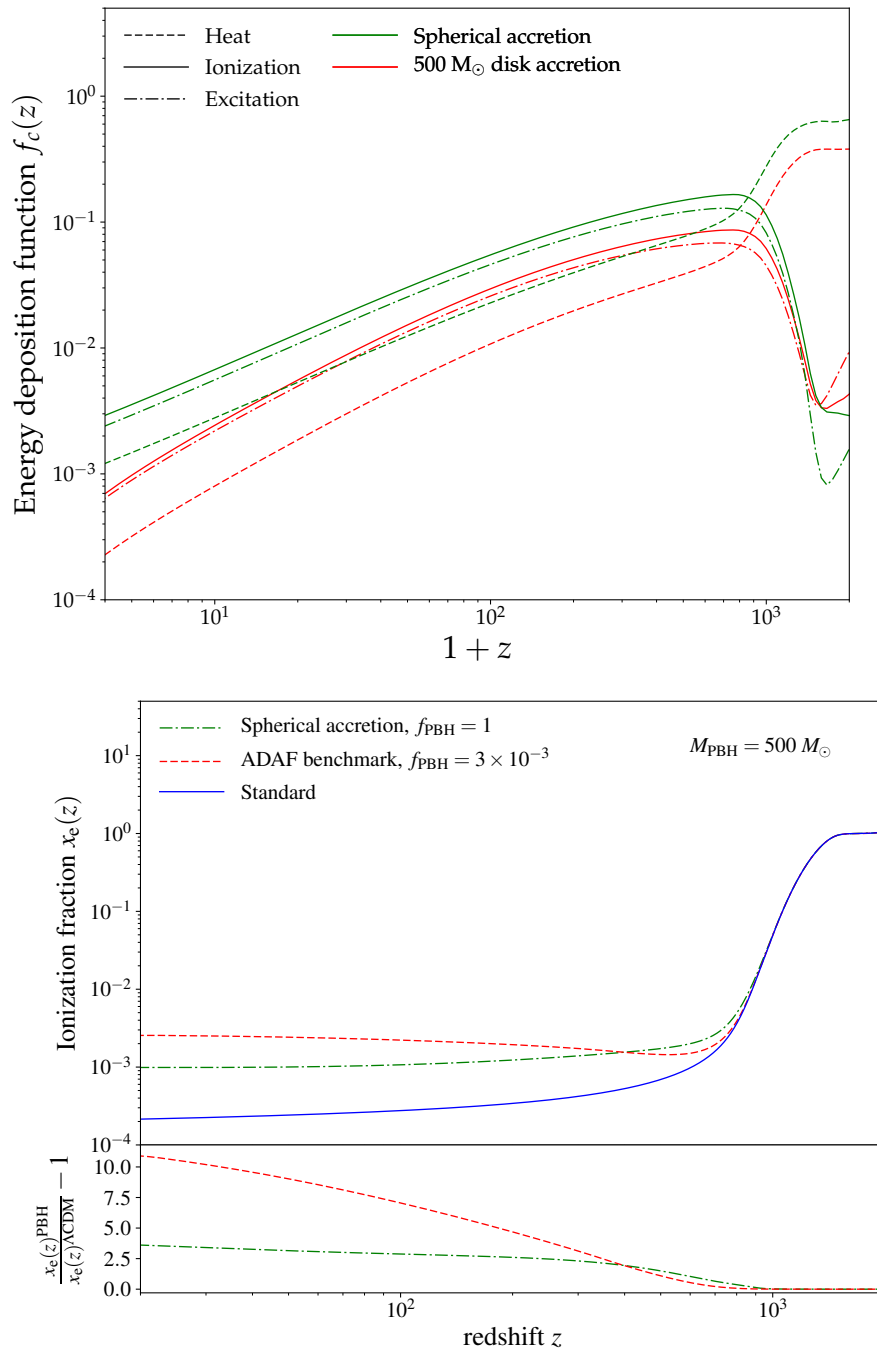 Heat
Ionization
Excitation
Spherical accretion
500 M⊙ disk accretion
Energy deposition function f_c(z)
10^0
10^−1
10^−2
10^−3
10^−4
10^1 10^2 10^3
1 + z
Spherical accretion, f_PBH = 1
ADAF benchmark, f_PBH = 3 × 10^−3
Standard
M_PBH = 500 M⊙
Ionization fraction x_e(z)
10^1
10^0
10^−1
10^−2
10^−3
10^−4
x_e(z)^PBH / x_e(z)^ΛCDM − 1
10.0
7.5
5.0
2.5
0.0
10^2 10^3
redshift z